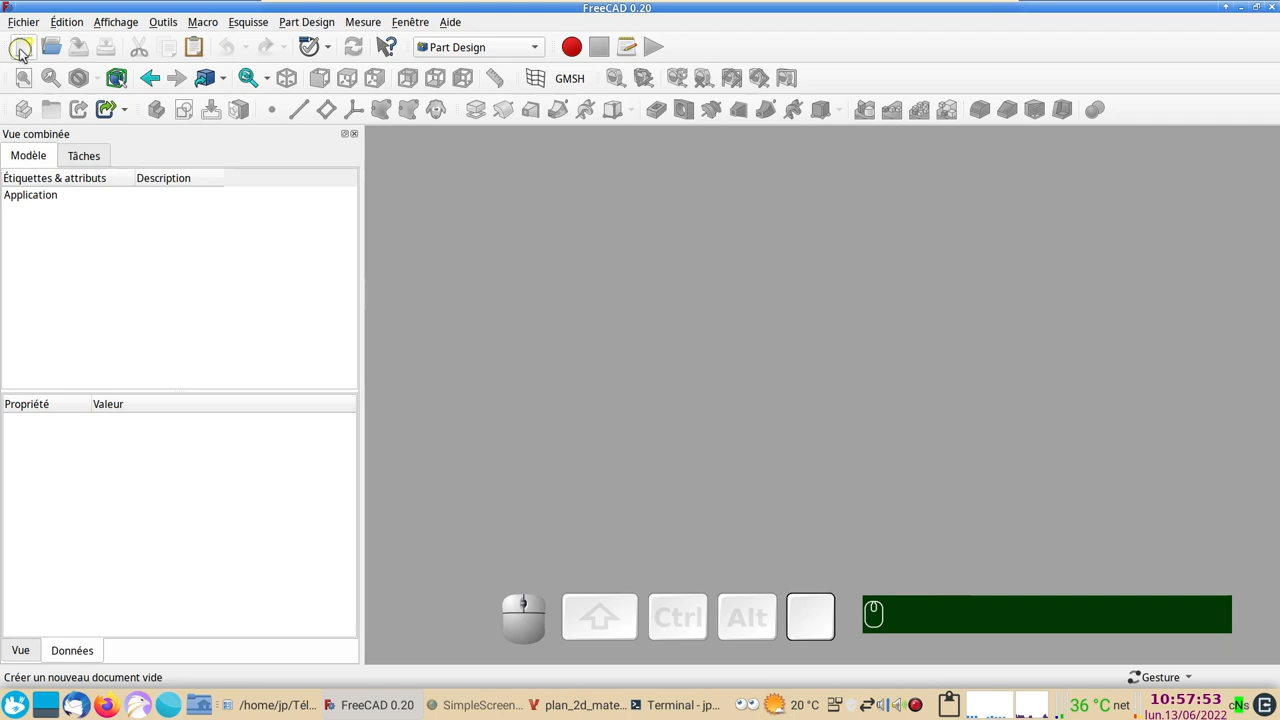 FreeCAD 0.20
Fichier Édition Affichage Outils Macro Esquisse Part Design Mesure Fenêtre Aide
Part Design
GMSH
Vue combinée
Modèle Tâches
Étiquettes & attributs Description
Application
Propriété Valeur
Ctrl Alt
Vue Données
Créer un nouveau document vide Gesture
/home/jp/Tél... FreeCAD 0.20 SimpleScreen... plan_2d_mate... Terminal - jp... 20 °C 36 °C net 10:57:53 cNs
lun.13/06/2022